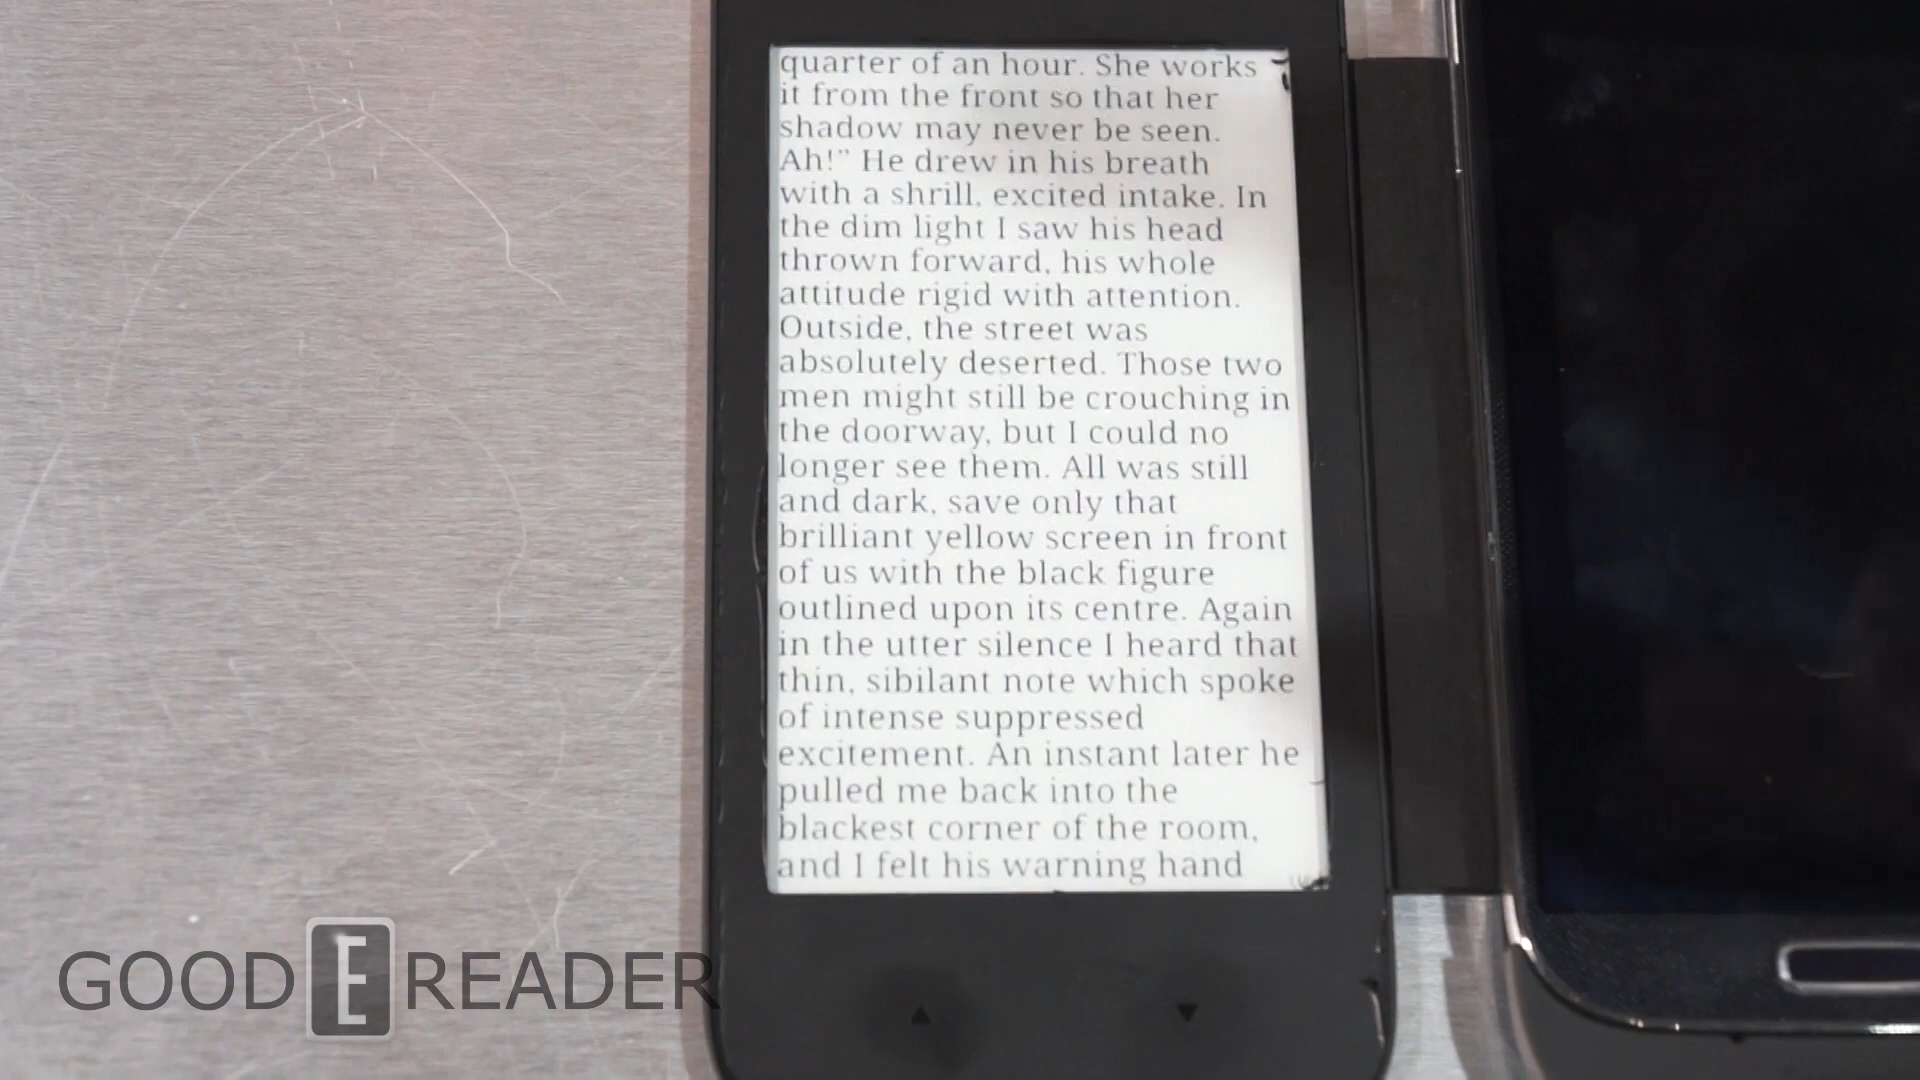 quarter of an hour. She works
it from the front so that her
shadow may never be seen.
Ah!” He drew in his breath
with a shrill, excited intake. In
the dim light I saw his head
thrown forward, his whole
attitude rigid with attention.
Outside, the street was
absolutely deserted. Those two
men might still be crouching in
the doorway, but I could no
longer see them. All was still
and dark, save only that
brilliant yellow screen in front
of us with the black figure
outlined upon its centre. Again
in the utter silence I heard that
thin, sibilant note which spoke
of intense suppressed
excitement. An instant later he
pulled me back into the
blackest corner of the room,
and I felt his warning hand
GOOD E READER